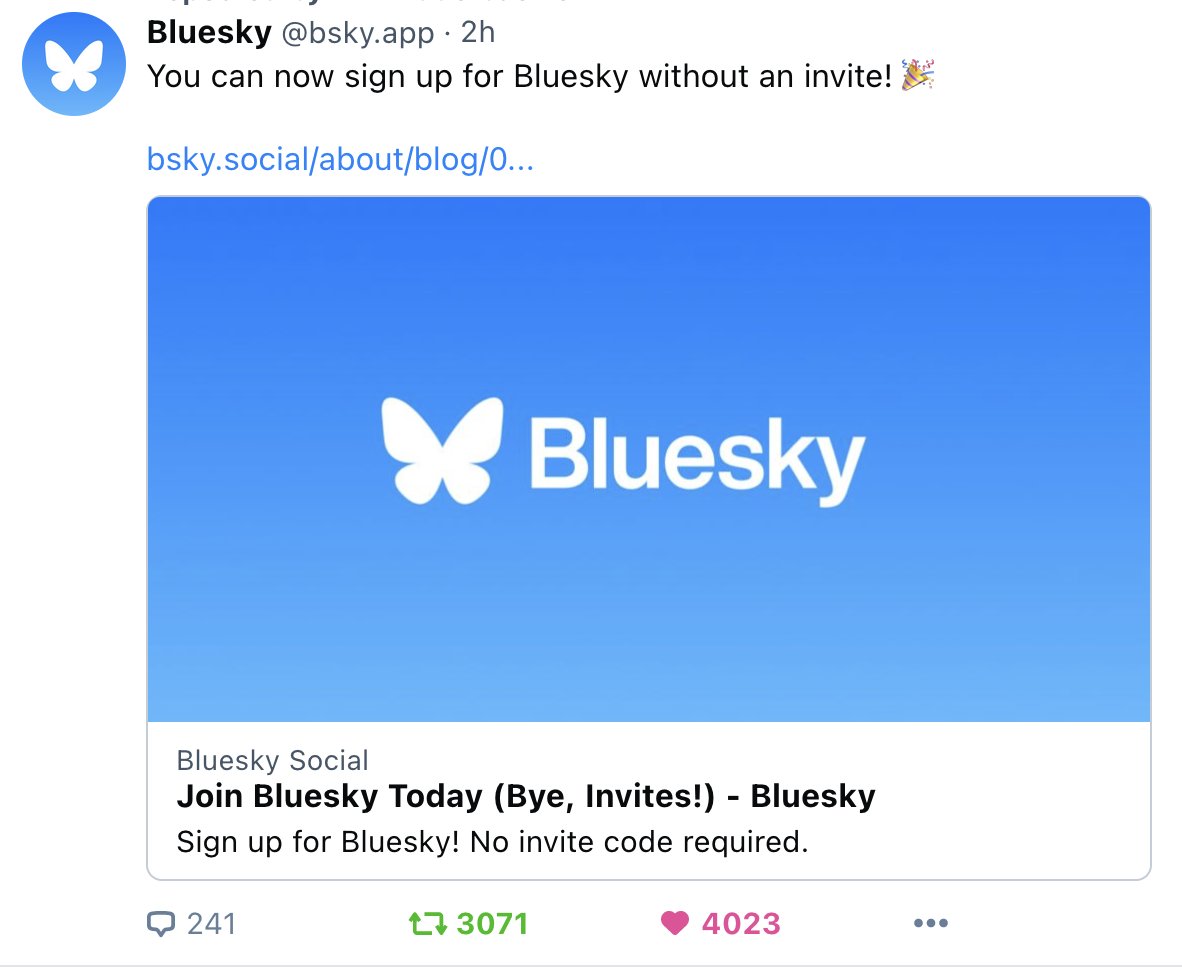 Bluesky @bsky.app · 2h
You can now sign up for Bluesky without an invite! 🎉
bsky.social/about/blog/0...
Bluesky
Bluesky Social
Join Bluesky Today (Bye, Invites!) - Bluesky
Sign up for Bluesky! No invite code required.
241 3071 4023